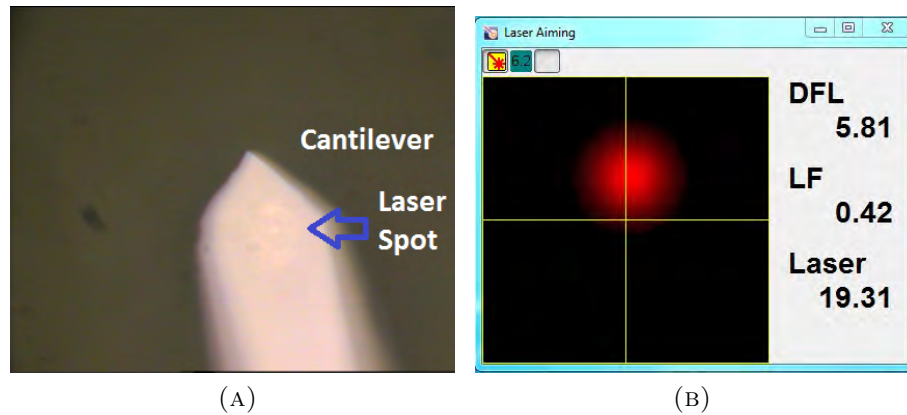 Cantilever
Laser
Spot
(A)
Laser Aiming
6.2
DFL
5.81
LF
0.42
Laser
19.31
(B)